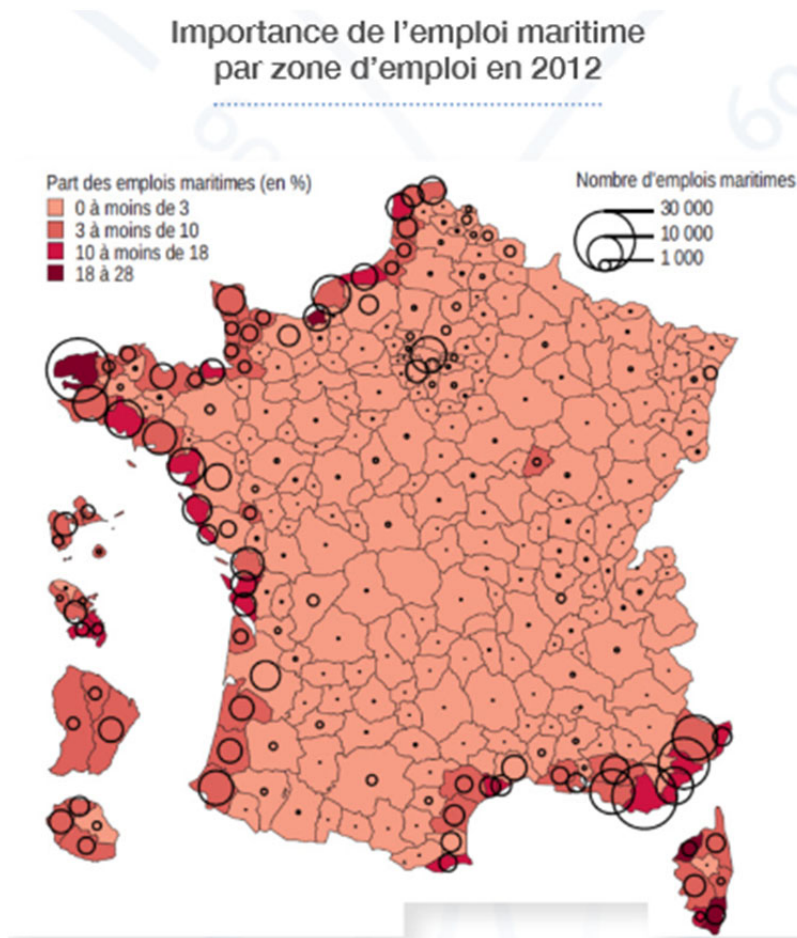 Importance de l'emploi maritime
par zone d'emploi en 2012
Part des emplois maritimes (en %)
0 à moins de 3
3 à moins de 10
10 à moins de 18
18 à 28
Nombre d'emplois maritimes
30 000
10 000
1 000